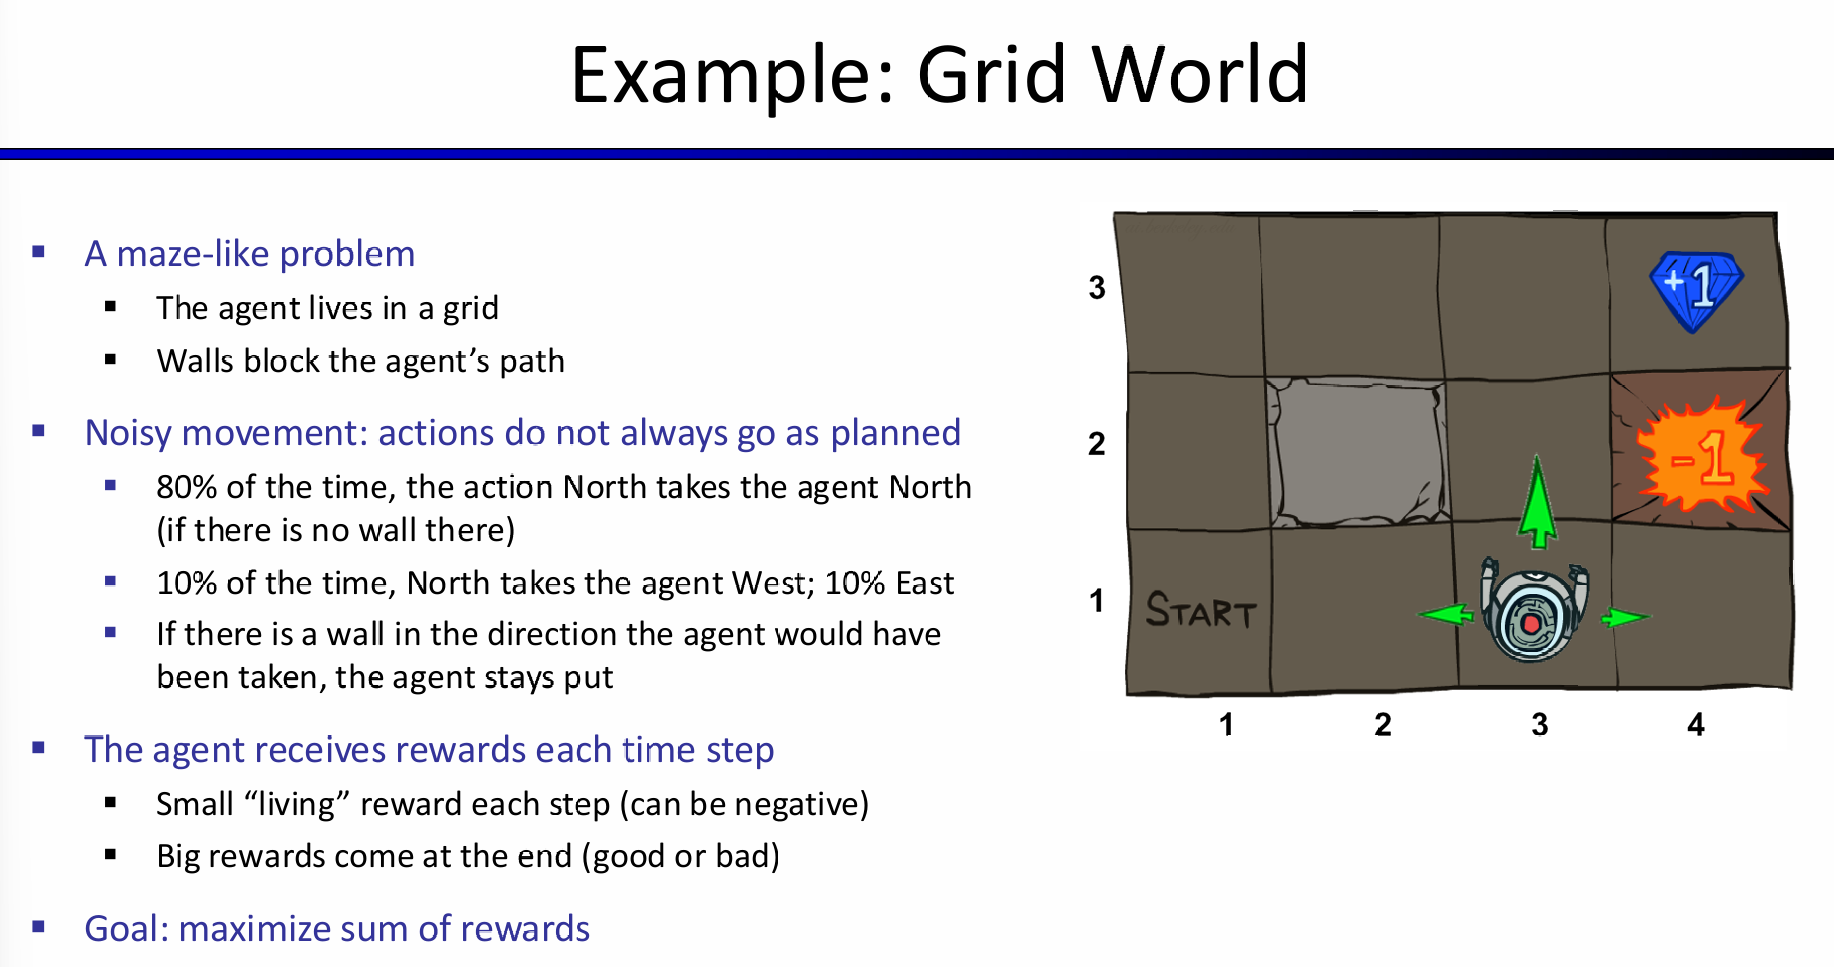 Example: Grid World
▪ A maze-like problem
▪ The agent lives in a grid
▪ Walls block the agent’s path
▪ Noisy movement: actions do not always go as planned
▪ 80% of the time, the action North takes the agent North
(if there is no wall there)
▪ 10% of the time, North takes the agent West; 10% East
▪ If there is a wall in the direction the agent would have
been taken, the agent stays put
▪ The agent receives rewards each time step
▪ Small “living” reward each step (can be negative)
▪ Big rewards come at the end (good or bad)
▪ Goal: maximize sum of rewards
3
+1
2
-1
1
START
1 2 3 4